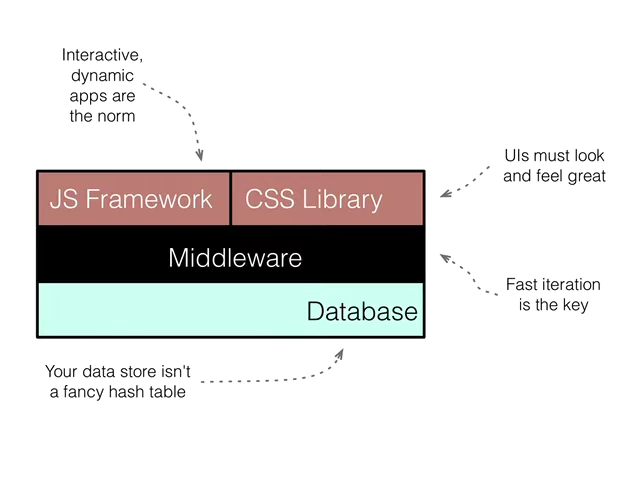 Interactive,
dynamic
apps are
the norm
UIs must look
and feel great
JS Framework
CSS Library
Middleware
Fast iteration
is the key
Database
Your data store isn't
a fancy hash table